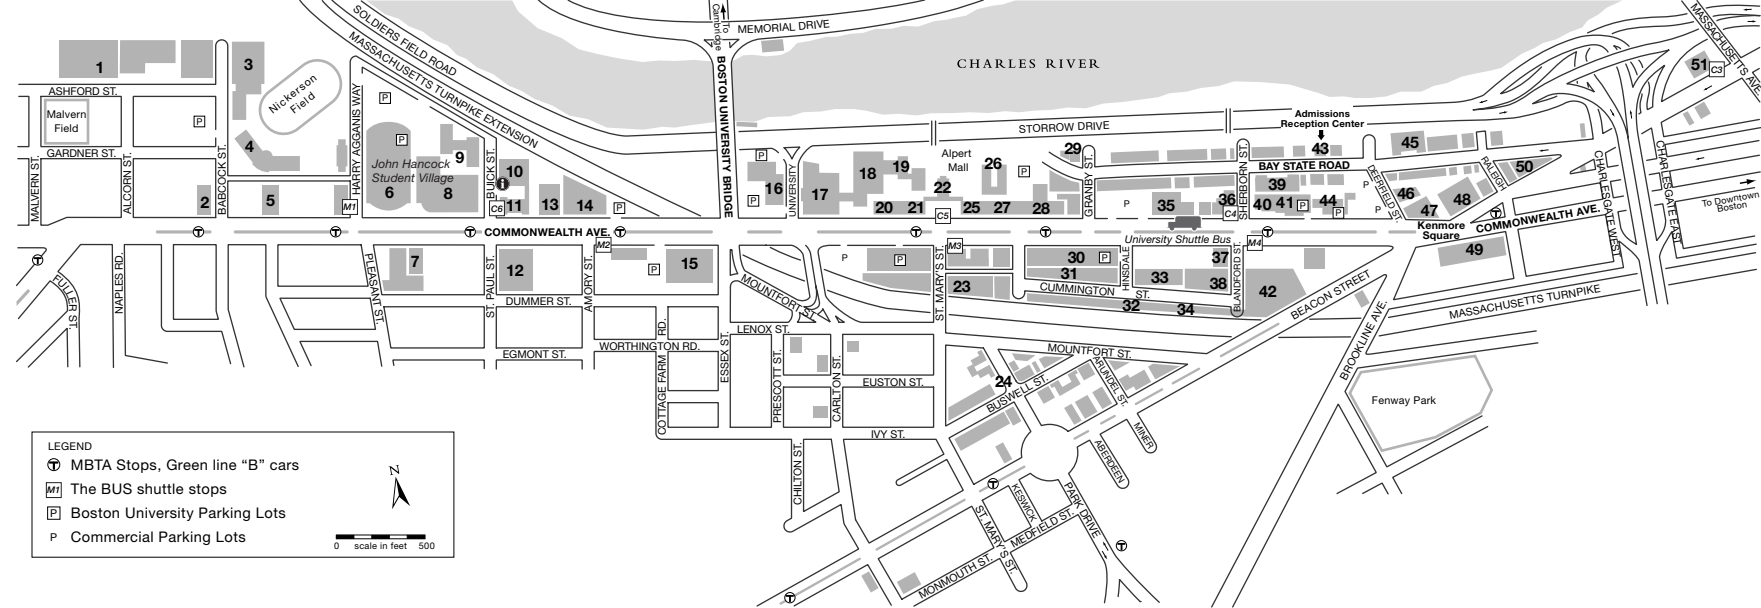 To
Cambridge
MEMORIAL DRIVE
CHARLES RIVER
SOLDIERS FIELD ROAD
MASSACHUSETTS TURNPIKE EXTENSION
BOSTON UNIVERSITY BRIDGE
STORROW DRIVE
MASSACHUSETTS AVE.
51
C3
1
3
ASHFORD ST.
Malvern
Field
Nickerson
Field
P
P
P
GARDNER ST.
4
MALVERN ST.
ALCORN ST.
BABCOCK ST.
HARRY AGGANIS WAY
John Hancock
Student Village
6
8
9
BUICK ST.
10
11
13
14
P
C6
2
5
M1
P
16
P
UNIVERSITY
17
18
19
Alpert
Mall
22
26
P
20
21
25
27
28
C5
29
GRANBY ST.
Admissions
Reception Center
43
45
BAY STATE ROAD
SHERBORN ST.
P
35
36
C4
39
40
41
P
44
P
P
P
DEERFIELD ST.
46
47
48
RALEIGH
50
Kenmore
Square
COMMONWEALTH AVE.
CHARLESGATE WEST
CHARLESGATE EAST
To Downtown
Boston
T
T
T
COMMONWEALTH AVE.
T
T
T
T
T
T
FULLER ST.
NAPLES RD.
PLEASANT ST.
7
ST. PAUL ST.
12
AMORY ST.
M2
P
15
MOUNTFORT ST.
P
P
ST. MARY'S ST.
M3
23
University Shuttle Bus
30
P
31
HINSDALE
33
37
38
BLANDFORD ST.
M4
42
CUMMINGTON ST.
32
34
49
BEACON STREET
MASSACHUSETTS TURNPIKE
BROOKLINE AVE.
DUMMER ST.
EGMONT ST.
WORTHINGTON RD.
COTTAGE FARM RD.
ESSEX ST.
LENOX ST.
PRESCOTT ST.
CARLTON ST.
EUSTON ST.
IVY ST.
CHILTON ST.
MOUNTFORT ST.
24
BUSWELL ST.
ARUNDEL ST.
MINER
ABERDEEN
Fenway Park
T
KESWICK
PARK DRIVE
ST. MARY'S ST.
MEDFIELD ST.
MONMOUTH ST.
T
T
LEGEND
T MBTA Stops, Green line “B” cars
M1 The BUS shuttle stops
P Boston University Parking Lots
P Commercial Parking Lots
N
0 scale in feet 500